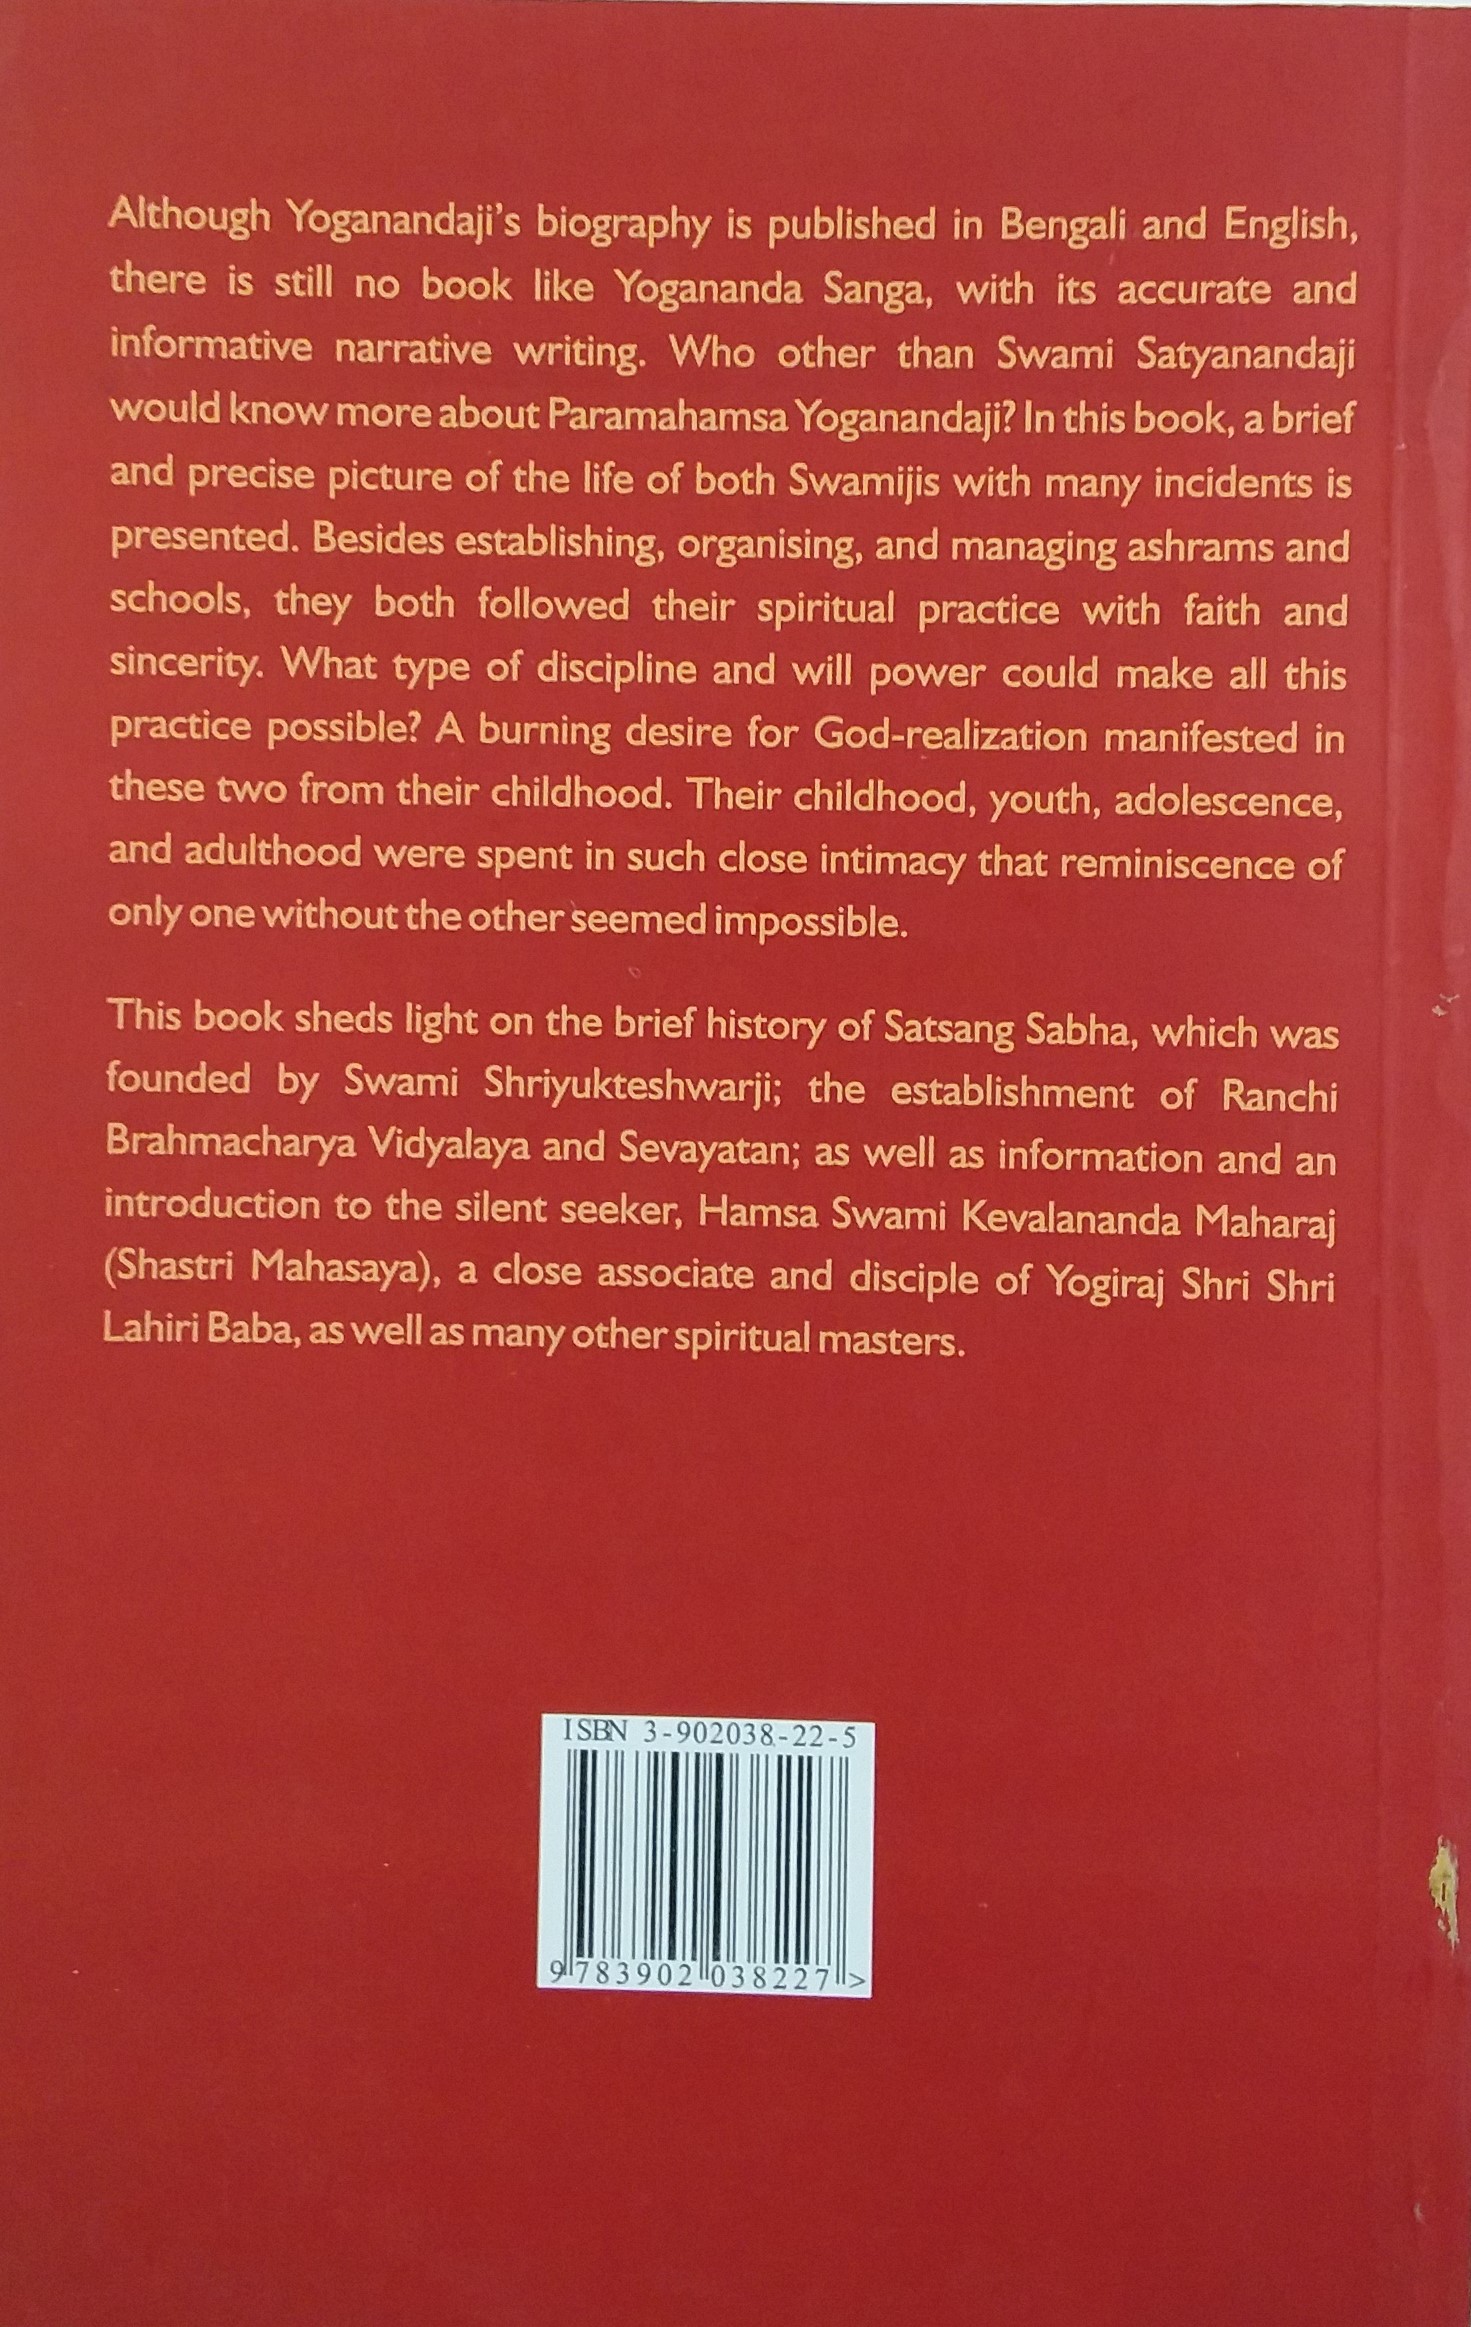 Although Yoganandaji's biography is published in Bengali and English,
there is still no book like Yogananda Sanga, with its accurate and
informative narrative writing. Who other than Swami Satyanandaji
would know more about Paramahamsa Yoganandaji? In this book, a brief
and precise picture of the life of both Swamijis with many incidents is
presented. Besides establishing, organising, and managing ashrams and
schools, they both followed their spiritual practice with faith and
sincerity. What type of discipline and will power could make all this
practice possible? A burning desire for God-realization manifested in
these two from their childhood. Their childhood, youth, adolescence,
and adulthood were spent in such close intimacy that reminiscence of
only one without the other seemed impossible.
This book sheds light on the brief history of Satsang Sabha, which was
founded by Swami Shriyukteshwarji; the establishment of Ranchi
Brahmacharya Vidyalaya and Sevayatan; as well as information and an
introduction to the silent seeker, Hamsa Swami Kevalananda Maharaj
(Shastri Mahasaya), a close associate and disciple of Yogiraj Shri Shri
Lahiri Baba, as well as many other spiritual masters.
ISBN 3-902038-22-5
9 783902 038227 >